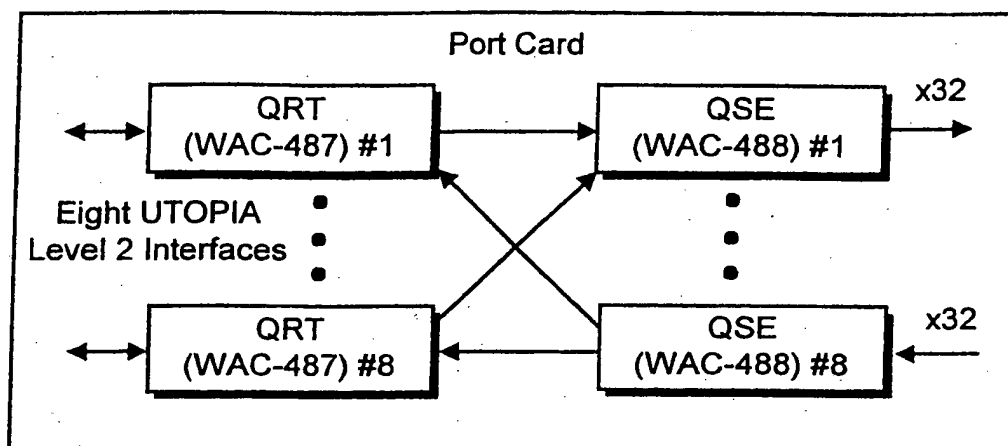 Port Card
QRT
(WAC-487) #1
QSE
(WAC-488) #1
x32
Eight UTOPIA
Level 2 Interfaces
QRT
(WAC-487) #8
QSE
(WAC-488) #8
x32